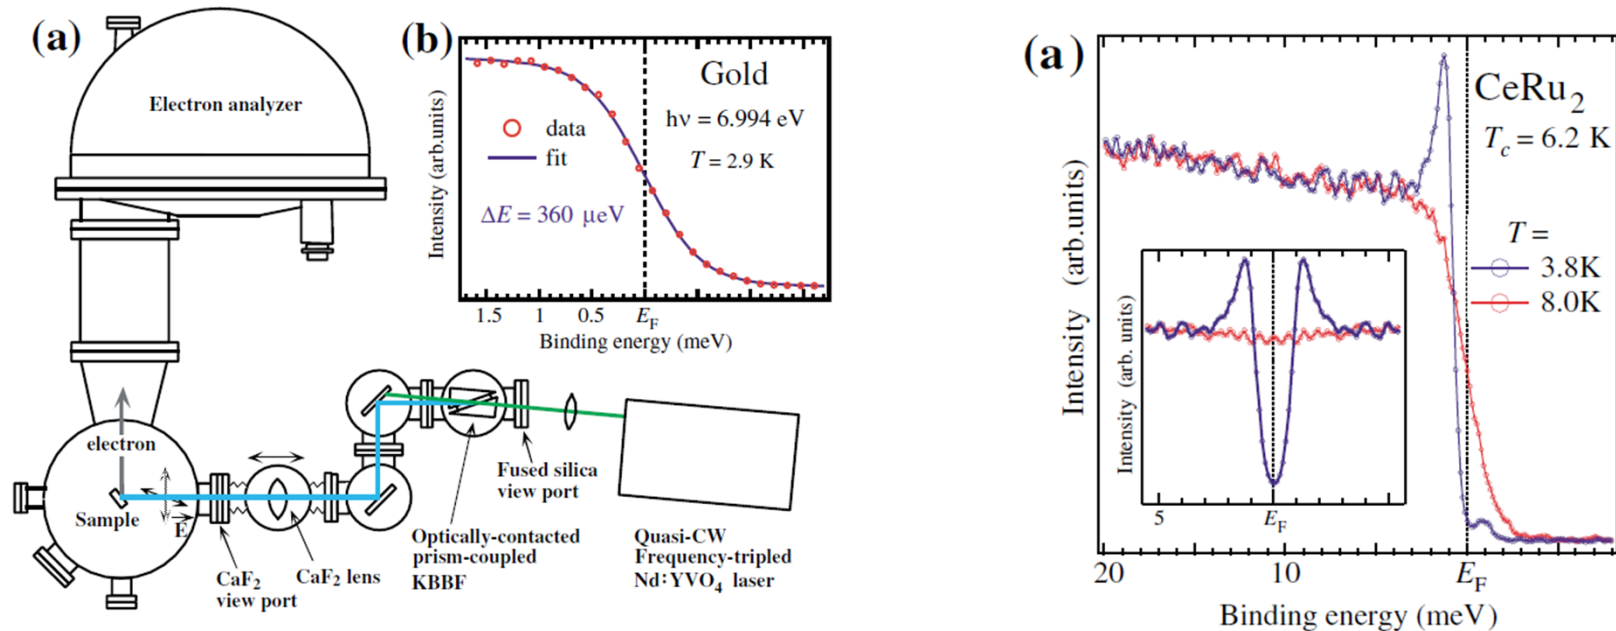 (a)
Electron analyzer
electron
Sample
E
CaF2
view port
CaF2 lens
Optically-contacted
prism-coupled
KBBF
Fused silica
view port
Quasi-CW
Frequency-tripled
Nd:YVO4 laser
(b)
Gold
hν = 6.994 eV
T = 2.9 K
data
fit
ΔE = 360 μeV
Intensity (arb.units)
1.5 1 0.5 EF
Binding energy (meV)
(a)
CeRu2
Tc = 6.2 K
T =
3.8K
8.0K
Intensity (arb.units)
Intensity (arb. units)
5 EF
20 10 EF
Binding energy (meV)